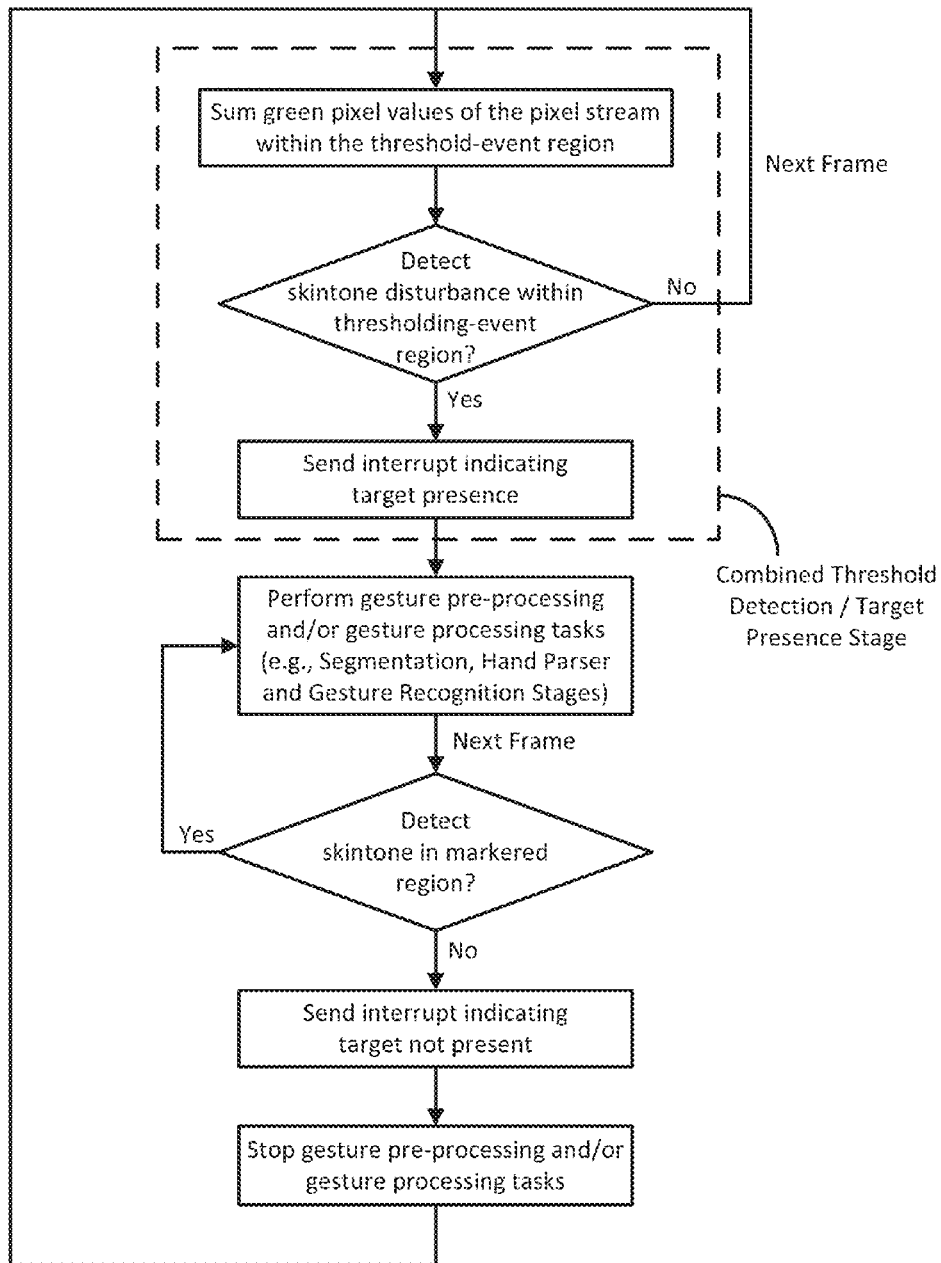 Sum green pixel values of the pixel stream
within the threshold-event region
Next Frame
Detect
skintone disturbance within
thresholding-event
region?
No
Yes
Send interrupt indicating
target presence
Combined Threshold
Detection / Target
Presence Stage
Perform gesture pre-processing
and/or gesture processing tasks
(e.g., Segmentation, Hand Parser
and Gesture Recognition Stages)
Next Frame
Detect
skintone in markered
region?
Yes
No
Send interrupt indicating
target not present
Stop gesture pre-processing and/or
gesture processing tasks